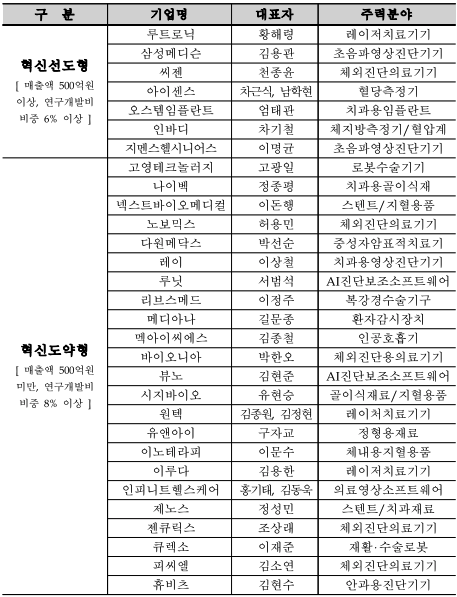 구 분 기업명 대표자 주력분야
혁신선도형
[ 매출액 500억원
이상, 연구개발비
비중 6% 이상 ]
루트로닉 황해령 레이저치료기기
삼성메디슨 김용관 초음파영상진단기기
씨젠 천종윤 체외진단의료기기
아이센스 차근식, 남학현 혈당측정기
오스템임플란트 엄태관 치과용임플란트
인바디 차기철 체지방측정기/혈압계
지멘스헬시니어스 이명균 초음파영상진단기기
혁신도약형
[ 매출액 500억원
미만, 연구개발비
비중 8% 이상 ]
고영테크놀러지 고광일 로봇수술기기
나이벡 정종평 치과용골이식재
넥스트바이오메디컬 이돈행 스텐트/지혈용품
노보믹스 허용민 체외진단의료기기
다원메닥스 박선순 중성자암표적치료기
레이 이상철 치과용영상진단기기
루닛 서범석 AI진단보조소프트웨어
리브스메드 이정주 복강경수술기구
메디아나 길문종 환자감시장치
멕아이씨에스 김종철 인공호흡기
바이오니아 박한오 체외진단용의료기기
뷰노 김현준 AI진단보조소프트웨어
시지바이오 유현승 골이식재료/지혈용품
원텍 김종원, 김정현 레이처치료기기
유앤아이 구자교 정형용재료
이노테라피 이문수 체내용지혈용품
이루다 김용한 레이저치료기기
인피니트헬스케어 홍기태, 김동욱 의료영상소프트웨어
제노스 정성민 스텐트/치과재료
젠큐릭스 조상래 체외진단의료기기
큐렉소 이재준 재활·수술로봇
피씨엘 김소연 체외진단의료기기
휴비츠 김현수 안과용진단기기